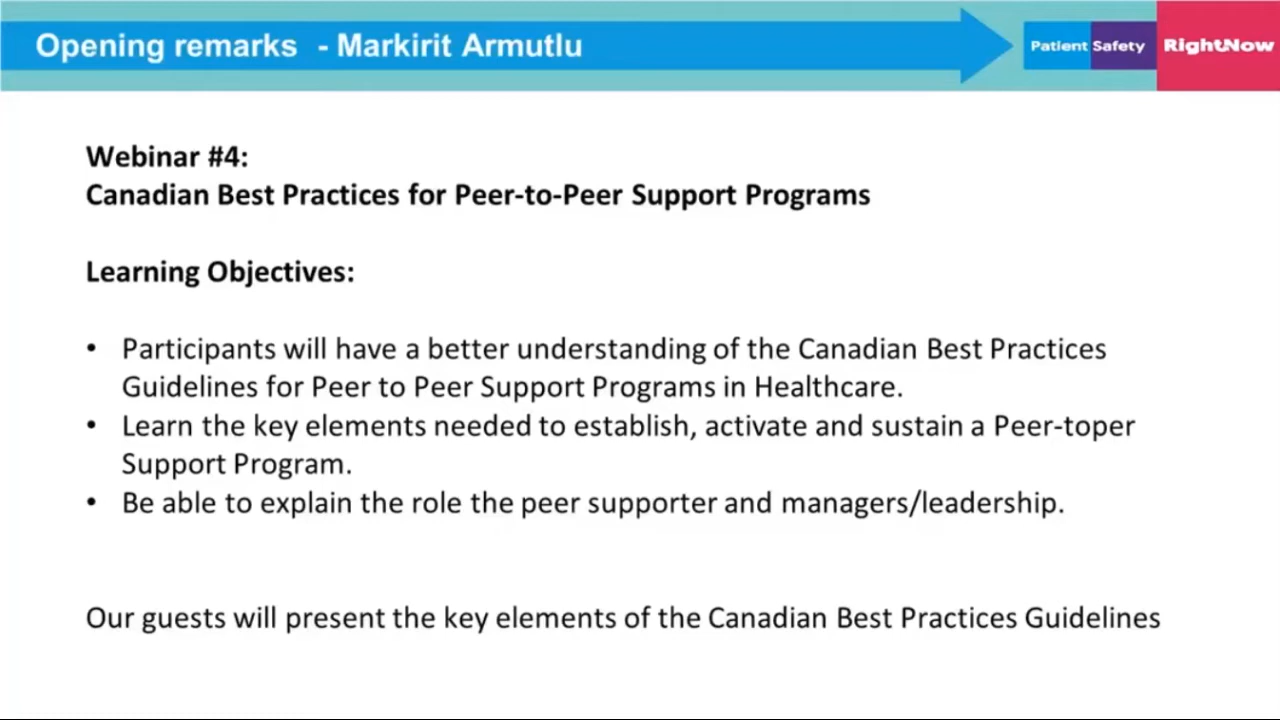 Opening remarks - Markirit Armutlu
Patient Safety RightNow
Webinar #4:
Canadian Best Practices for Peer-to-Peer Support Programs
Learning Objectives:
• Participants will have a better understanding of the Canadian Best Practices
Guidelines for Peer to Peer Support Programs in Healthcare.
• Learn the key elements needed to establish, activate and sustain a Peer-toper
Support Program.
• Be able to explain the role the peer supporter and managers/leadership.
Our guests will present the key elements of the Canadian Best Practices Guidelines